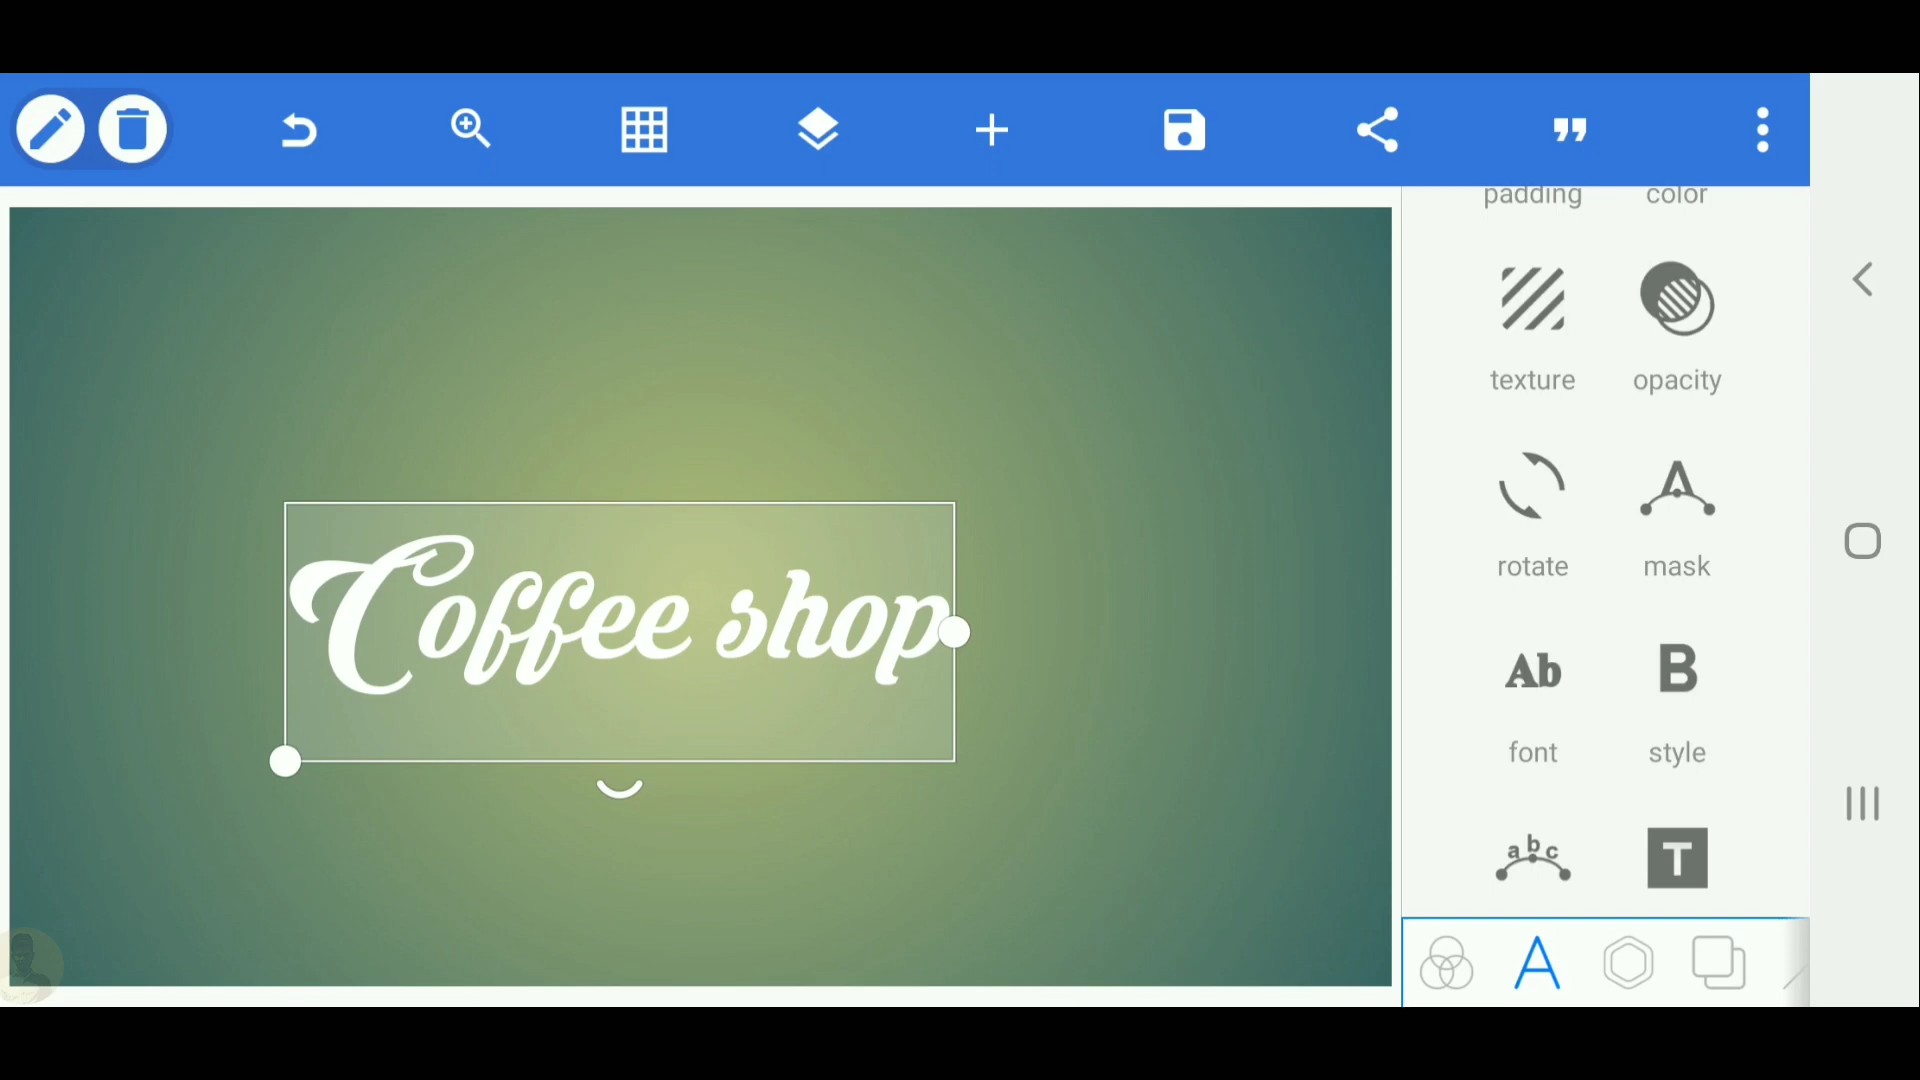 padding color
texture opacity
rotate mask
Coffee shop
Ab B
font style
abc T
A